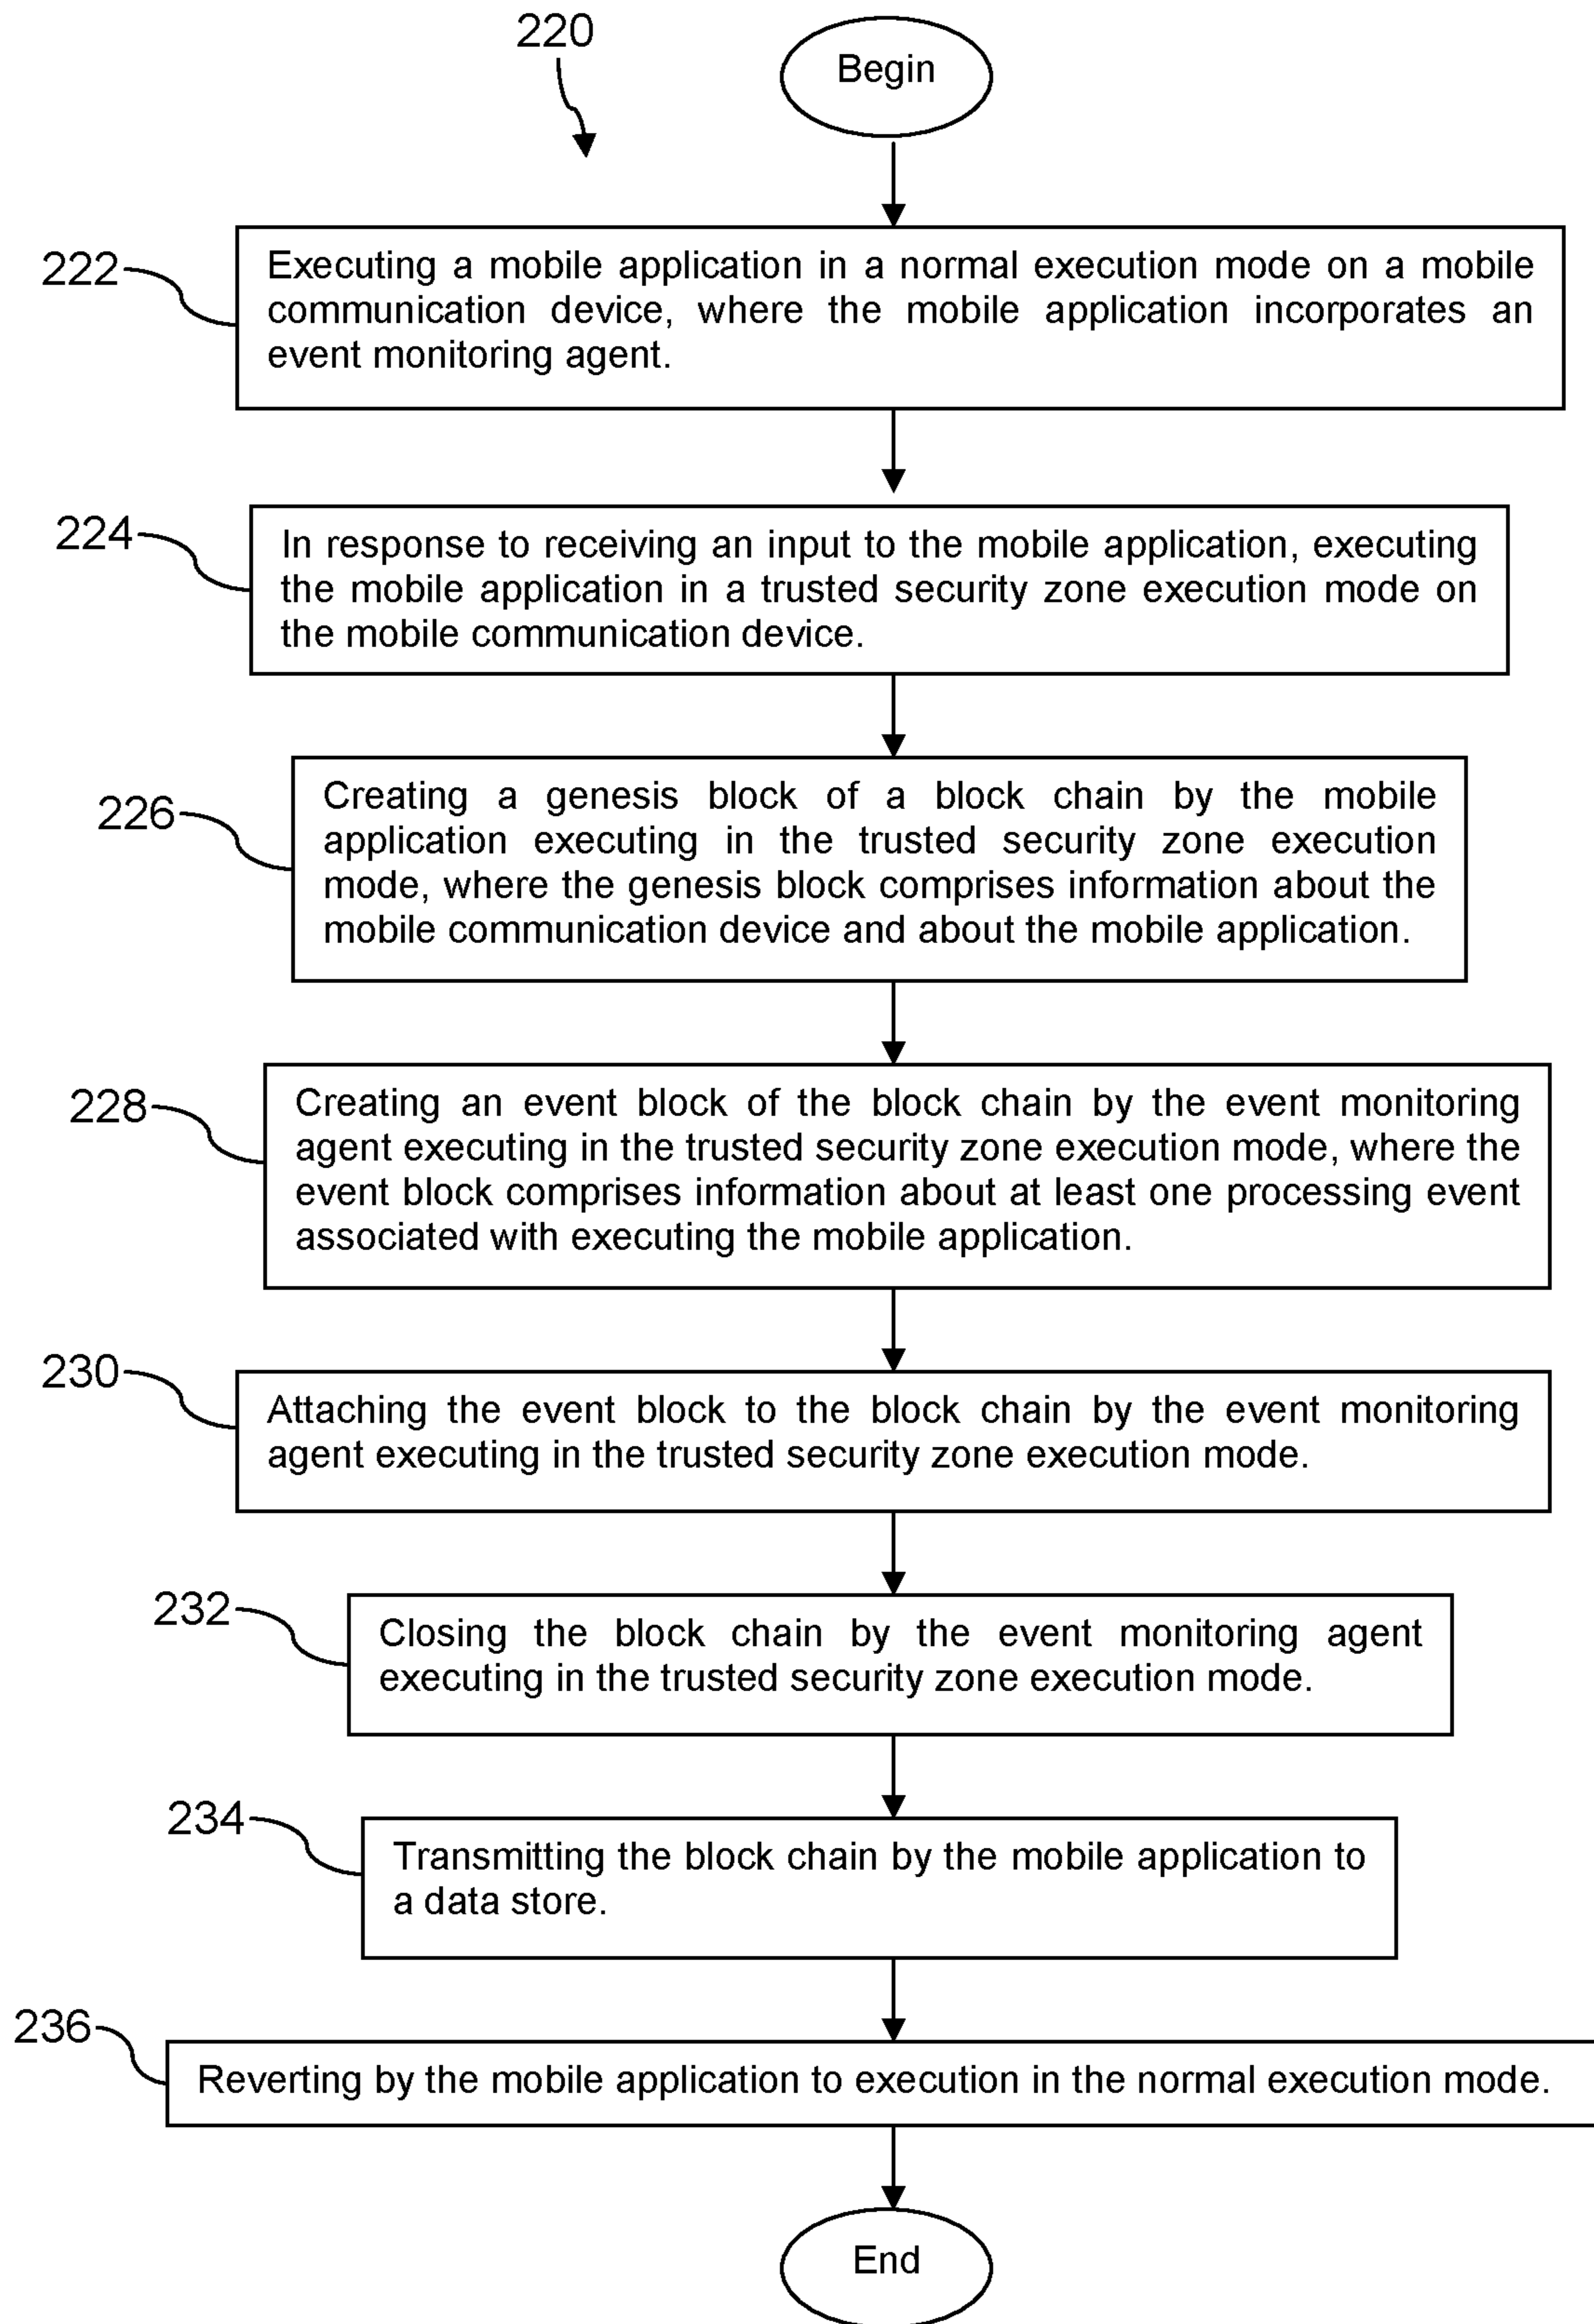 220
Begin
222
Executing a mobile application in a normal execution mode on a mobile
communication device, where the mobile application incorporates an
event monitoring agent.
224
In response to receiving an input to the mobile application, executing
the mobile application in a trusted security zone execution mode on
the mobile communication device.
226
Creating a genesis block of a block chain by the mobile
application executing in the trusted security zone execution
mode, where the genesis block comprises information about the
mobile communication device and about the mobile application.
228
Creating an event block of the block chain by the event monitoring
agent executing in the trusted security zone execution mode, where the
event block comprises information about at least one processing event
associated with executing the mobile application.
230
Attaching the event block to the block chain by the event monitoring
agent executing in the trusted security zone execution mode.
232
Closing the block chain by the event monitoring agent
executing in the trusted security zone execution mode.
234
Transmitting the block chain by the mobile application to
a data store.
236
Reverting by the mobile application to execution in the normal execution mode.
End